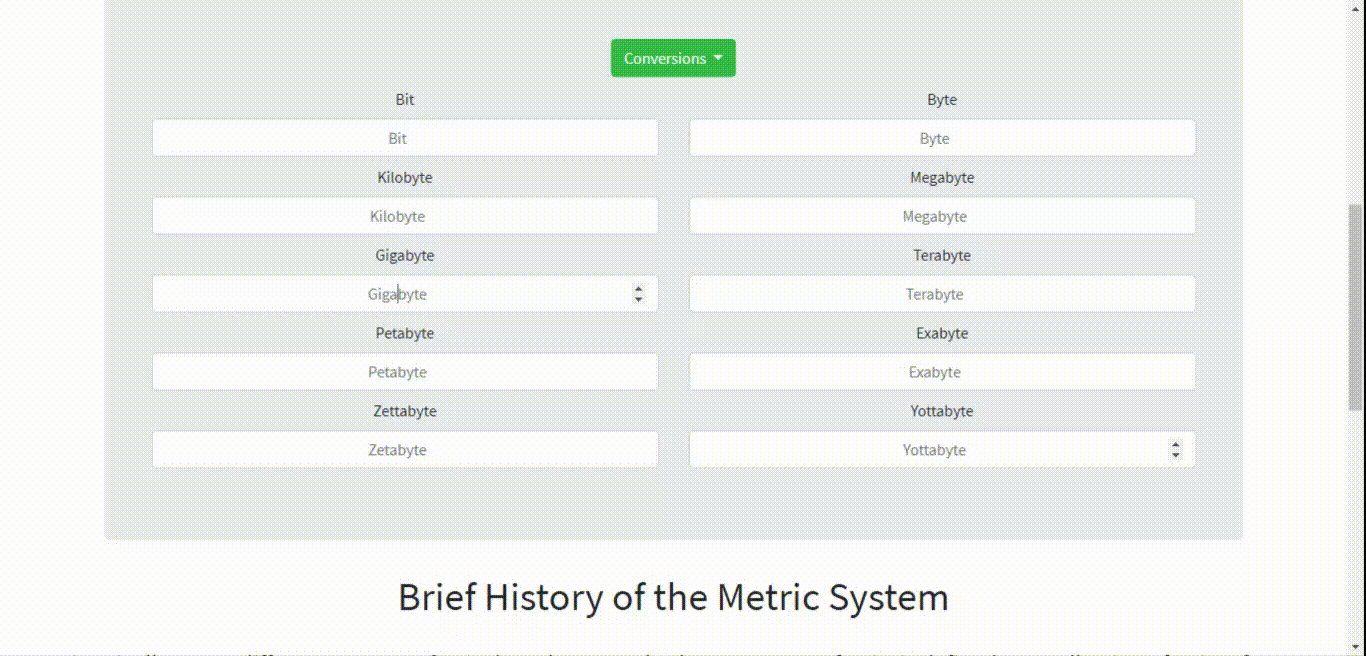 Conversions
Bit Byte
Bit Byte
Kilobyte Megabyte
Kilobyte Megabyte
Gigabyte Terabyte
Gigabyte Terabyte
Petabyte Exabyte
Petabyte Exabyte
Zettabyte Yottabyte
Zetabyte Yottabyte
Brief History of the Metric System